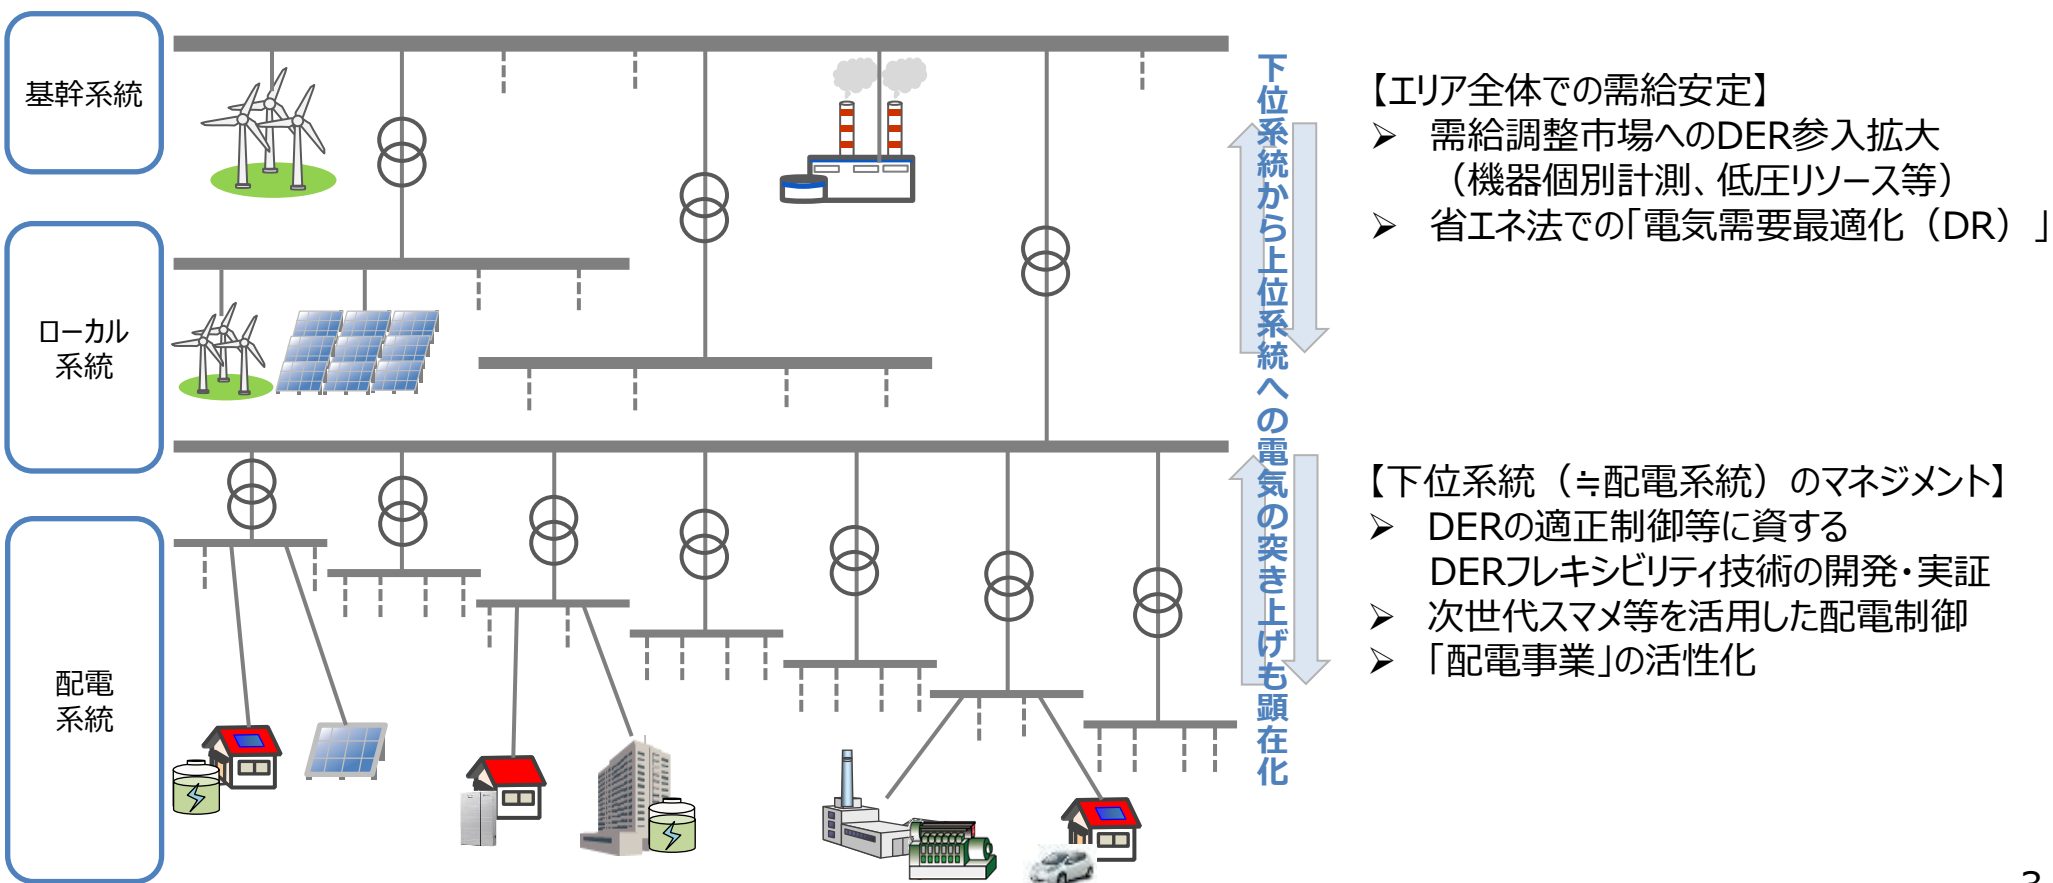 基幹系統
ローカル
系統
配電
系統
下位系統から上位系統への電気の突き上げも顕在化
【エリア全体での需給安定】
➢ 需給調整市場へのDER参入拡大
（機器個別計測、低圧リソース等）
➢ 省エネ法での「電気需要最適化（DR）」
【下位系統（≒配電系統）のマネジメント】
➢ DERの適正制御等に資する
DERフレキシビリティ技術の開発・実証
➢ 次世代スマメ等を活用した配電制御
➢ 「配電事業」の活性化